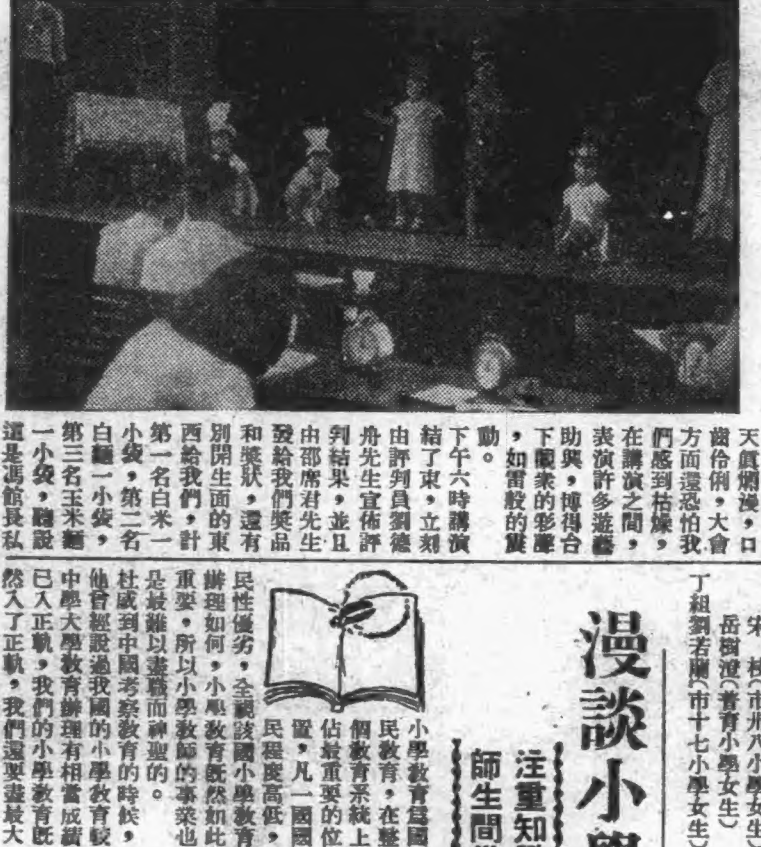 天真爛漫，口
齒伶俐，大會
方面還恐怕我
們感到枯燥，
在講演之間，
表演許多遊藝
助興，博得台
下觀衆的彩聲
，如雷般的震
動。
下午六時講演
結了束，立刻
由評判員劉德
舟先生宣佈評
判結果，並且
由邵席君先生
發給我們獎品
和獎狀，還有
別開生面的東
西給我們，計
第一名白米一
小袋，第二名
白麵一小袋，
第三名玉米麵
一小袋，聽說
這是馮館長私
宋 枝（市卅八小學女生）
岳樹澄（普育小學女生）
丁組劉若蘭（市十七小學女生）
漫談小學
注重知
師生間
小學教育爲國
民教育，在整
個教育系統上
佔最重要的位
置，凡一國國
民程度高低，
民性優劣，全視該國小學教育
辦理如何，小學教育既然如此
重要，所以小學教師的事業也
是最難以盡職而神聖的。
杜威到中國考察教育的時候，
他曾經說過我國的小學教育較
中學大學教育辦理有相當成績
已入正軌，我們的小學教育既
然入了正軌，我們還要盡最大